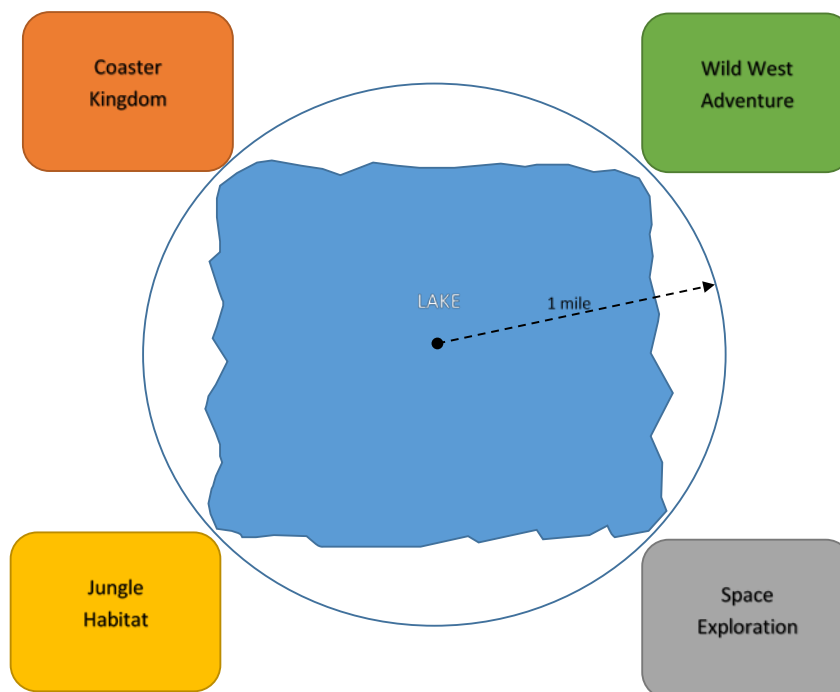 Coaster
Kingdom
Wild West
Adventure
LAKE
1 mile
Jungle
Habitat
Space
Exploration